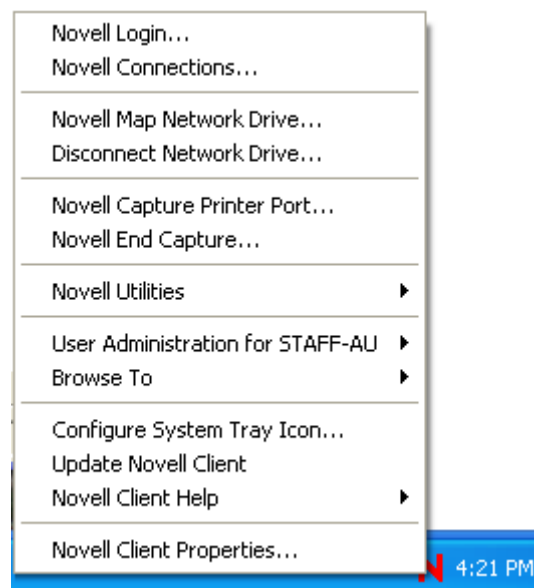 Novell Login...
Novell Connections...
Novell Map Network Drive...
Disconnect Network Drive...
Novell Capture Printer Port...
Novell End Capture...
Novell Utilities
User Administration for STAFF-AU
Browse To
Configure System Tray Icon...
Update Novell Client
Novell Client Help
Novell Client Properties...
N 4:21 PM